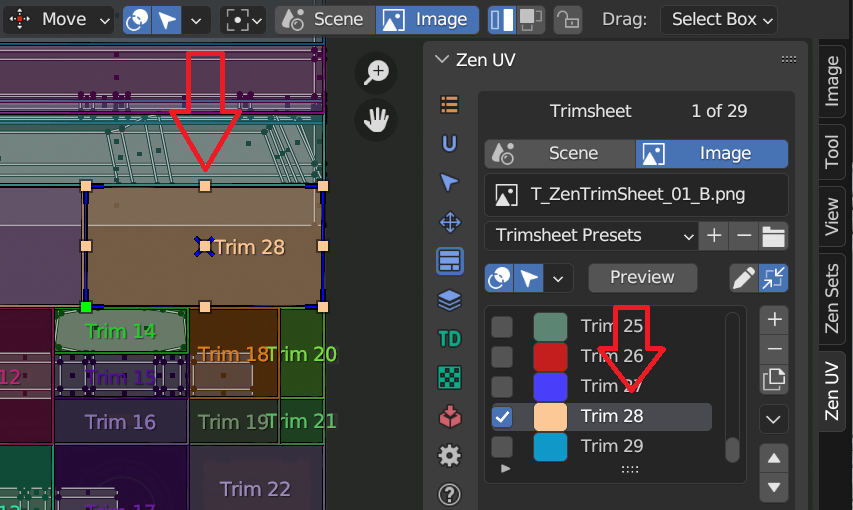 Move
Scene
Image
Drag:
Select Box
Zen UV
Trimsheet
1 of 29
Scene
Image
T_ZenTrimSheet_01_B.png
Trimsheet Presets
Preview
TD
Trim 25
Trim 26
Trim 27
Trim 28
Trim 29
Image
Tool
View
Zen Sets
Zen UV
Trim 28
Trim 14
Trim 18
Trim 20
12
Trim 15
Trim 16
Trim 19
Trim 21
Trim 22
Trim 17